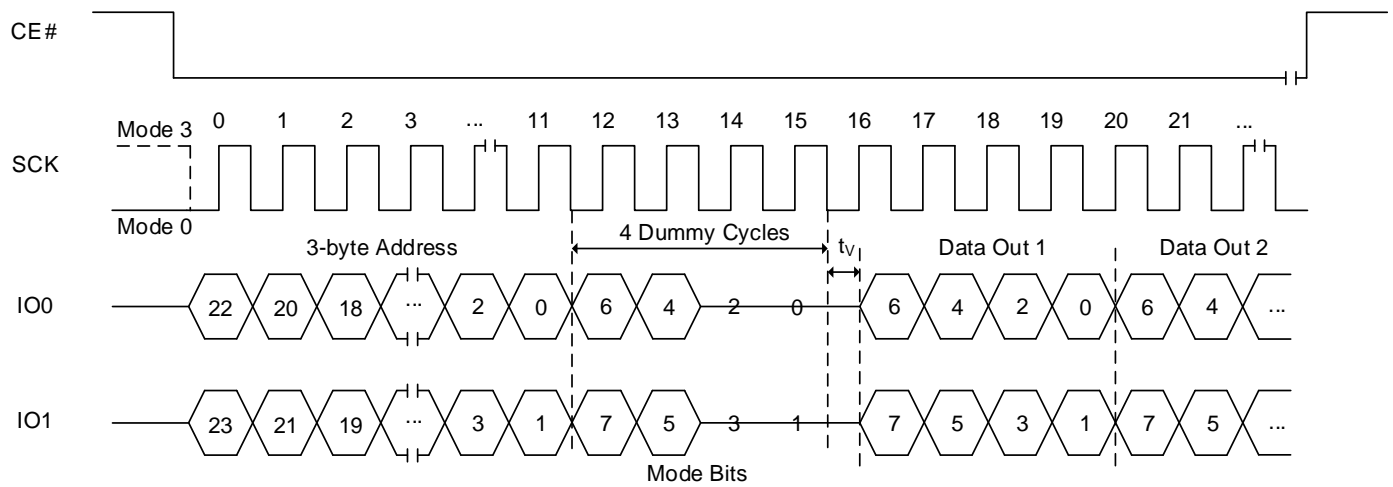 CE#
Mode 3 0 1 2 3 ... 11 12 13 14 15 16 17 18 19 20 21 ...
SCK
Mode 0
3-byte Address 4 Dummy Cycles tV Data Out 1 Data Out 2
IO0 22 20 18 ... 2 0 6 4 2 0 6 4 2 0 6 4 ...
IO1 23 21 19 ... 3 1 7 5 3 1 7 5 3 1 7 5 ...
Mode Bits